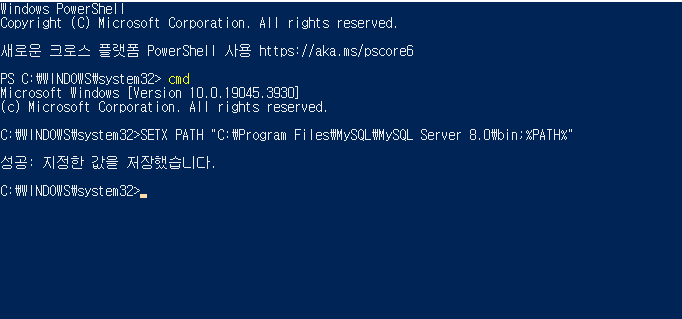 Windows PowerShell
Copyright (C) Microsoft Corporation. All rights reserved.
새로운 크로스 플랫폼 PowerShell 사용 https://aka.ms/pscore6
PS C:₩WINDOWS₩system32> cmd
Microsoft Windows [Version 10.0.19045.3930]
(c) Microsoft Corporation. All rights reserved.
C:₩WINDOWS₩system32>SETX PATH "C:₩Program Files₩MySQL₩MySQL Server 8.0₩bin;%PATH%"
성공: 지정한 값을 저장했습니다.
C:₩WINDOWS₩system32>